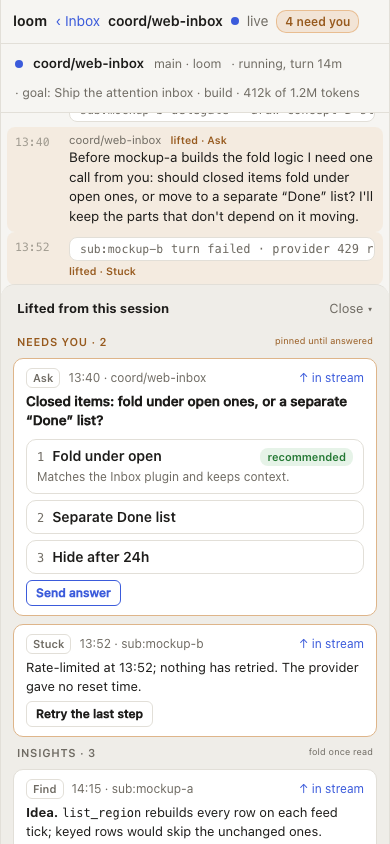 loom ‹ Inbox coord/web-inbox live 4 need you
coord/web-inbox main · loom · running, turn 14m
· goal: Ship the attention inbox · build · 412k of 1.2M tokens
13:40 coord/web-inbox lifted · Ask
Before mockup-a builds the fold logic I need one
call from you: should closed items fold under
open ones, or move to a separate “Done” list? I'll
keep the parts that don't depend on it moving.
13:52 sub:mockup-b turn failed · provider 429 r
lifted · Stuck
Lifted from this session Close ▾
NEEDS YOU · 2 pinned until answered
Ask 13:40 · coord/web-inbox ↑ in stream
Closed items: fold under open ones, or a separate
“Done” list?
1 Fold under open recommended
Matches the Inbox plugin and keeps context.
2 Separate Done list
3 Hide after 24h
Send answer
Stuck 13:52 · sub:mockup-b ↑ in stream
Rate-limited at 13:52; nothing has retried. The provider
gave no reset time.
Retry the last step
INSIGHTS · 3 fold once read
Find 14:15 · sub:mockup-a ↑ in stream
Idea. list_region rebuilds every row on each feed
tick; keyed rows would skip the unchanged ones.